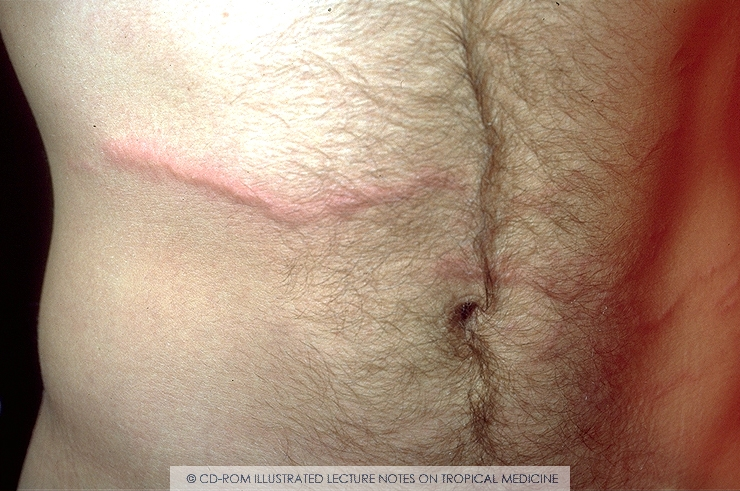 © CD-ROM ILLUSTRATED LECTURE NOTES ON TROPICAL MEDICINE